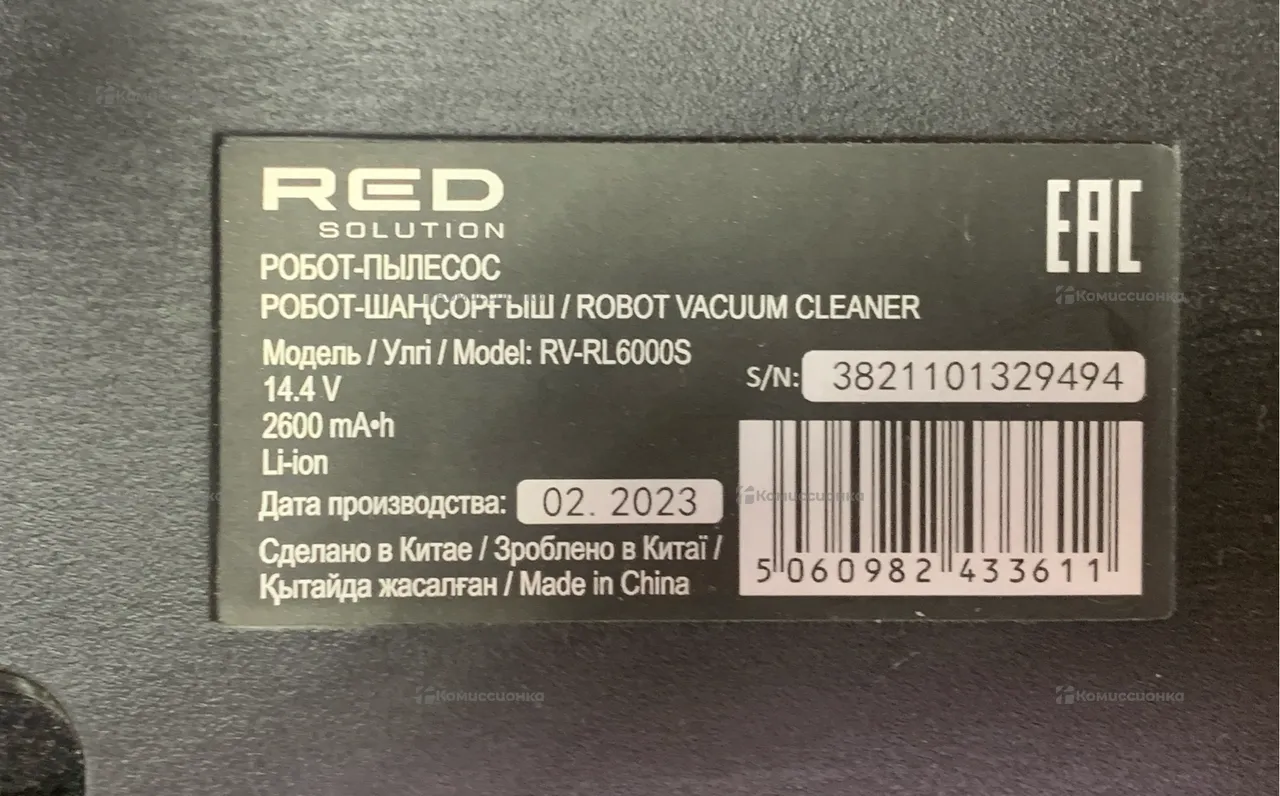 RED
SOLUTION
EAC
РОБОТ-ПЫЛЕСОС
РОБОТ-ШАҢСОРҒЫШ / ROBOT VACUUM CLEANER
Модель / Улгi / Model: RV-RL6000S
14.4 V
2600 mA•h
Li-ion
S/N: 3821101329494
Дата производства: 02. 2023
Сделано в Китае / Зроблено в Китаї /
Қытайда жасалған / Made in China
5 060982 433611
Комиссионка
Комиссионка
Комиссионка
Комиссионка